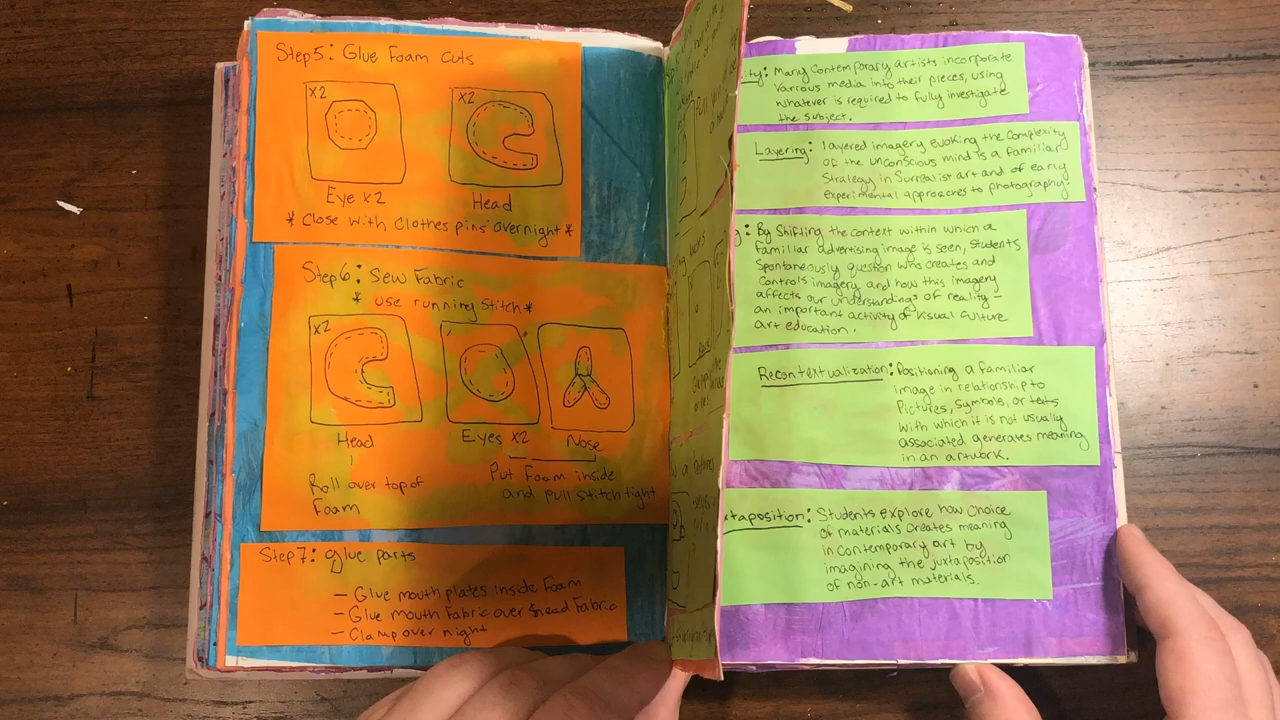 Step5: Glue Foam Cuts
x2
x2
Eye x2
Head
* Close with Clothes pins overnight *
Step6: Sew Fabric
* use running Stitch *
x2
Head
Eyes x2
Nose
Roll over top of
Foam
Put Foam inside
and pull stitch tight
Step7: glue parts
— Glue mouth plates inside Foam
— Glue mouth Fabric over head Fabric
— Clamp over night
Many Contemporary artists incorporate
various media into their pieces, using
whatever is required to fully investigate
the subject.
Layering: layered imagery evoking the complexity
of the unconscious mind is a familiar
Strategy in Surrealist art and of early
experimental approaches to photography.
By Shifting the context within which a
familiar advertising image is seen, Students
Spontaneously question who creates and
Controls imagery and how this imagery
affects our understandings of reality —
an important activity of visual culture
art education.
Recontextualization: Positioning a familiar
image in relationship to
Pictures, Symbols, or texts
with which it is not usually
associated generates meaning
in an artwork.
xtaposition: Students explore how choice
of materials creates meaning
in contemporary art by
imagining the juxtaposition
of non-art materials.